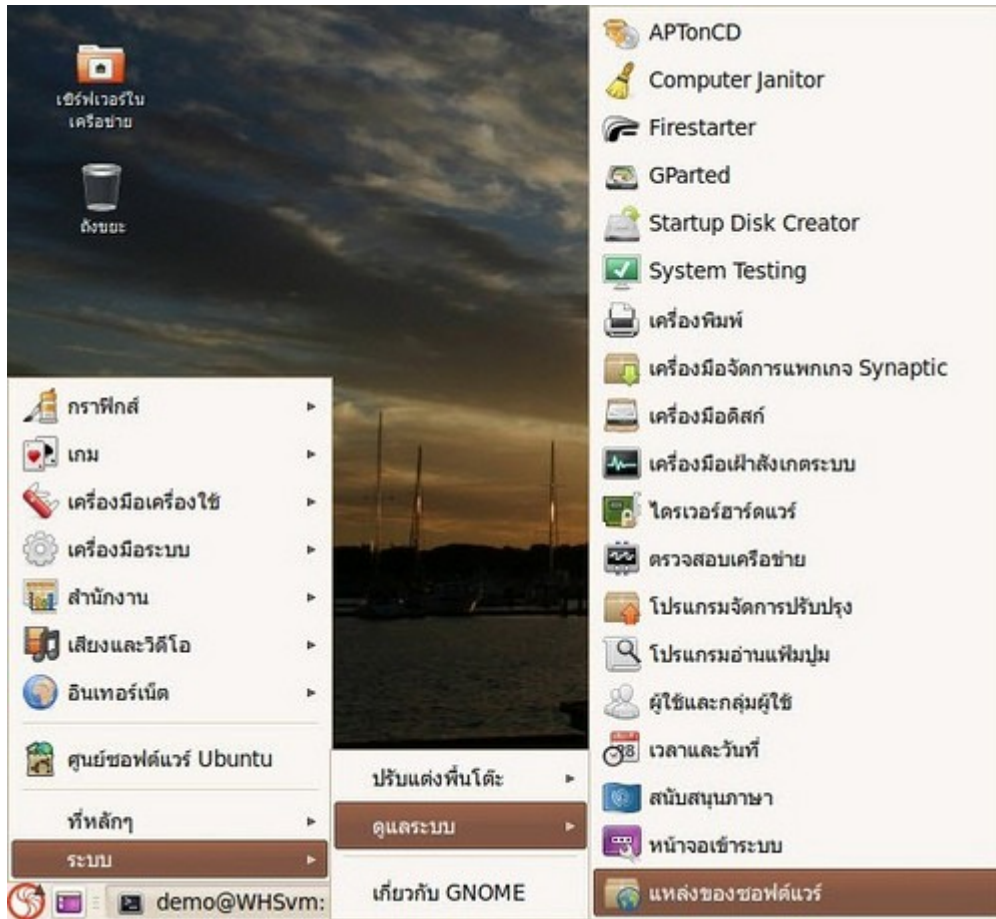 เซิร์ฟเวอร์ใน
เครือข่าย
ถังขยะ
กราฟิกส์
เกม
เครื่องมือเครื่องใช้
เครื่องมือระบบ
สำนักงาน
เสียงและวิดีโอ
อินเทอร์เน็ต
ศูนย์ซอฟต์แวร์ Ubuntu
ที่หลักๆ
ระบบ
demo@WHSvm:
ปรับแต่งพื้นโต๊ะ
ดูแลระบบ
เกี่ยวกับ GNOME
APTonCD
Computer Janitor
Firestarter
GParted
Startup Disk Creator
System Testing
เครื่องพิมพ์
เครื่องมือจัดการแพกเกจ Synaptic
เครื่องมือดิสก์
เครื่องมือเฝ้าสังเกตระบบ
ไดรเวอร์ฮาร์ดแวร์
ตรวจสอบเครือข่าย
โปรแกรมจัดการปรับปรุง
โปรแกรมอ่านแฟ้มปูม
ผู้ใช้และกลุ่มผู้ใช้
28
เวลาและวันที่
สนับสนุนภาษา
หน้าจอเข้าระบบ
แหล่งของซอฟต์แวร์